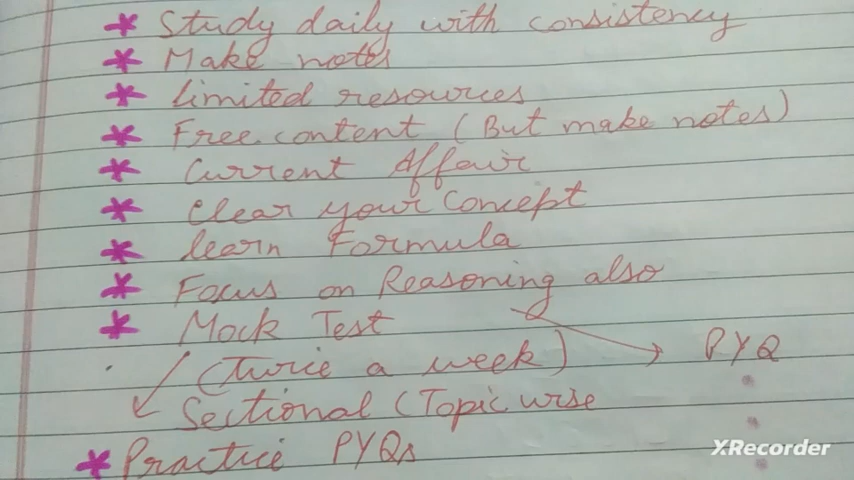 * Study daily with consistency
* Make notes
* limited resources
* Free content (But make notes)
* Current Affair
* Clear your Concept
* learn Formula
* Focus on Reasoning also
* Mock Test
(twice a week) → PYQ
Sectional (Topic wise
* Practice PYQs
XRecorder